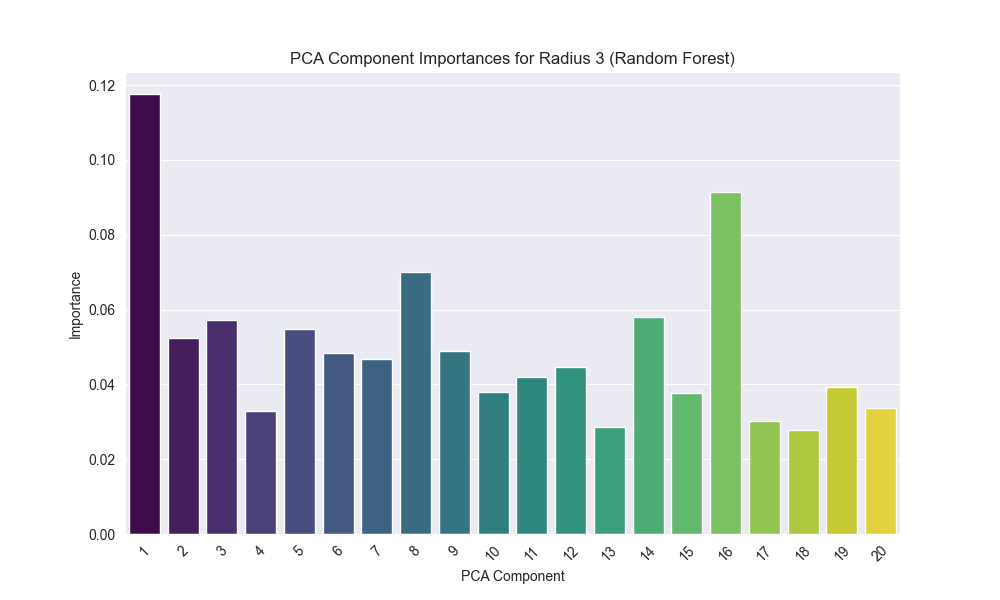 PCA Component Importances for Radius 3 (Random Forest)
0.12
0.10
0.08
0.06
0.04
0.02
0.00
Importance
1 2 3 4 5 6 7 8 9 10 11 12 13 14 15 16 17 18 19 20
PCA Component